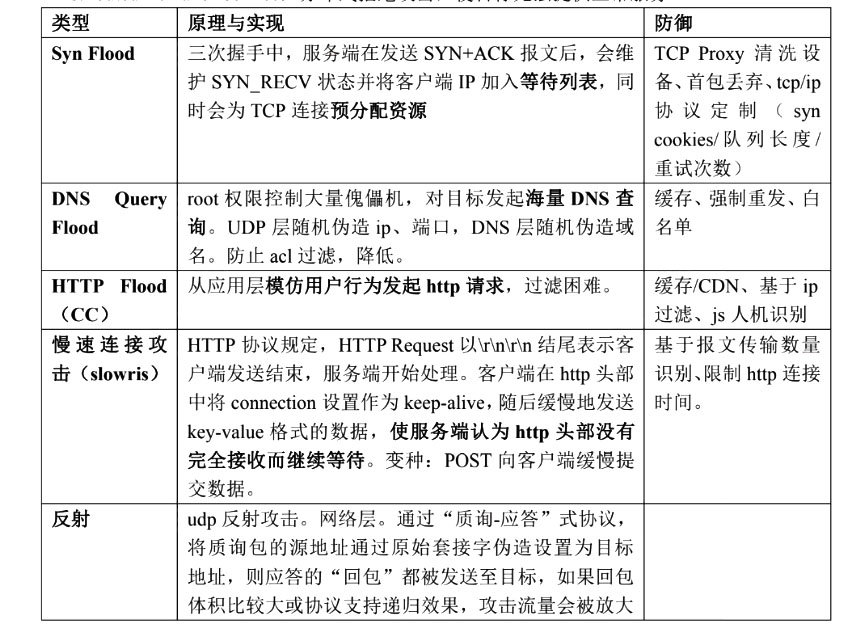 类型
原理与实现
防御
Syn Flood
三次握手中，服务端在发送 SYN+ACK 报文后，会维
护 SYN_RECV 状态并将客户端 IP 加入等待列表，同
时会为 TCP 连接预分配资源
TCP Proxy 清洗设
备、首包丢弃、tcp/ip
协议定制（syn
cookies/队列长度/
重试次数）
DNS Query
Flood
root 权限控制大量傀儡机，对目标发起海量 DNS 查
询。UDP 层随机伪造 ip、端口，DNS 层随机伪造域
名。防止 acl 过滤，降低。
缓存、强制重发、白
名单
HTTP Flood
（CC）
从应用层模仿用户行为发起 http 请求，过滤困难。
缓存/CDN、基于 ip
过滤、js 人机识别
慢速连接攻
击（slowris）
HTTP 协议规定，HTTP Request 以\r\n\r\n 结尾表示客
户端发送结束，服务端开始处理。客户端在 http 头部
中将 connection 设置作为 keep-alive，随后缓慢地发送
key-value 格式的数据，使服务端认为 http 头部没有
完全接收而继续等待。变种：POST 向客户端缓慢提
交数据。
基于报文传输数量
识别、限制 http 连接
时间。
反射
udp 反射攻击。网络层。通过“质询-应答”式协议，
将质询包的源地址通过原始套接字伪造设置为目标
地址，则应答的“回包”都被发送至目标，如果回包
体积比较大或协议支持递归效果，攻击流量会被放大